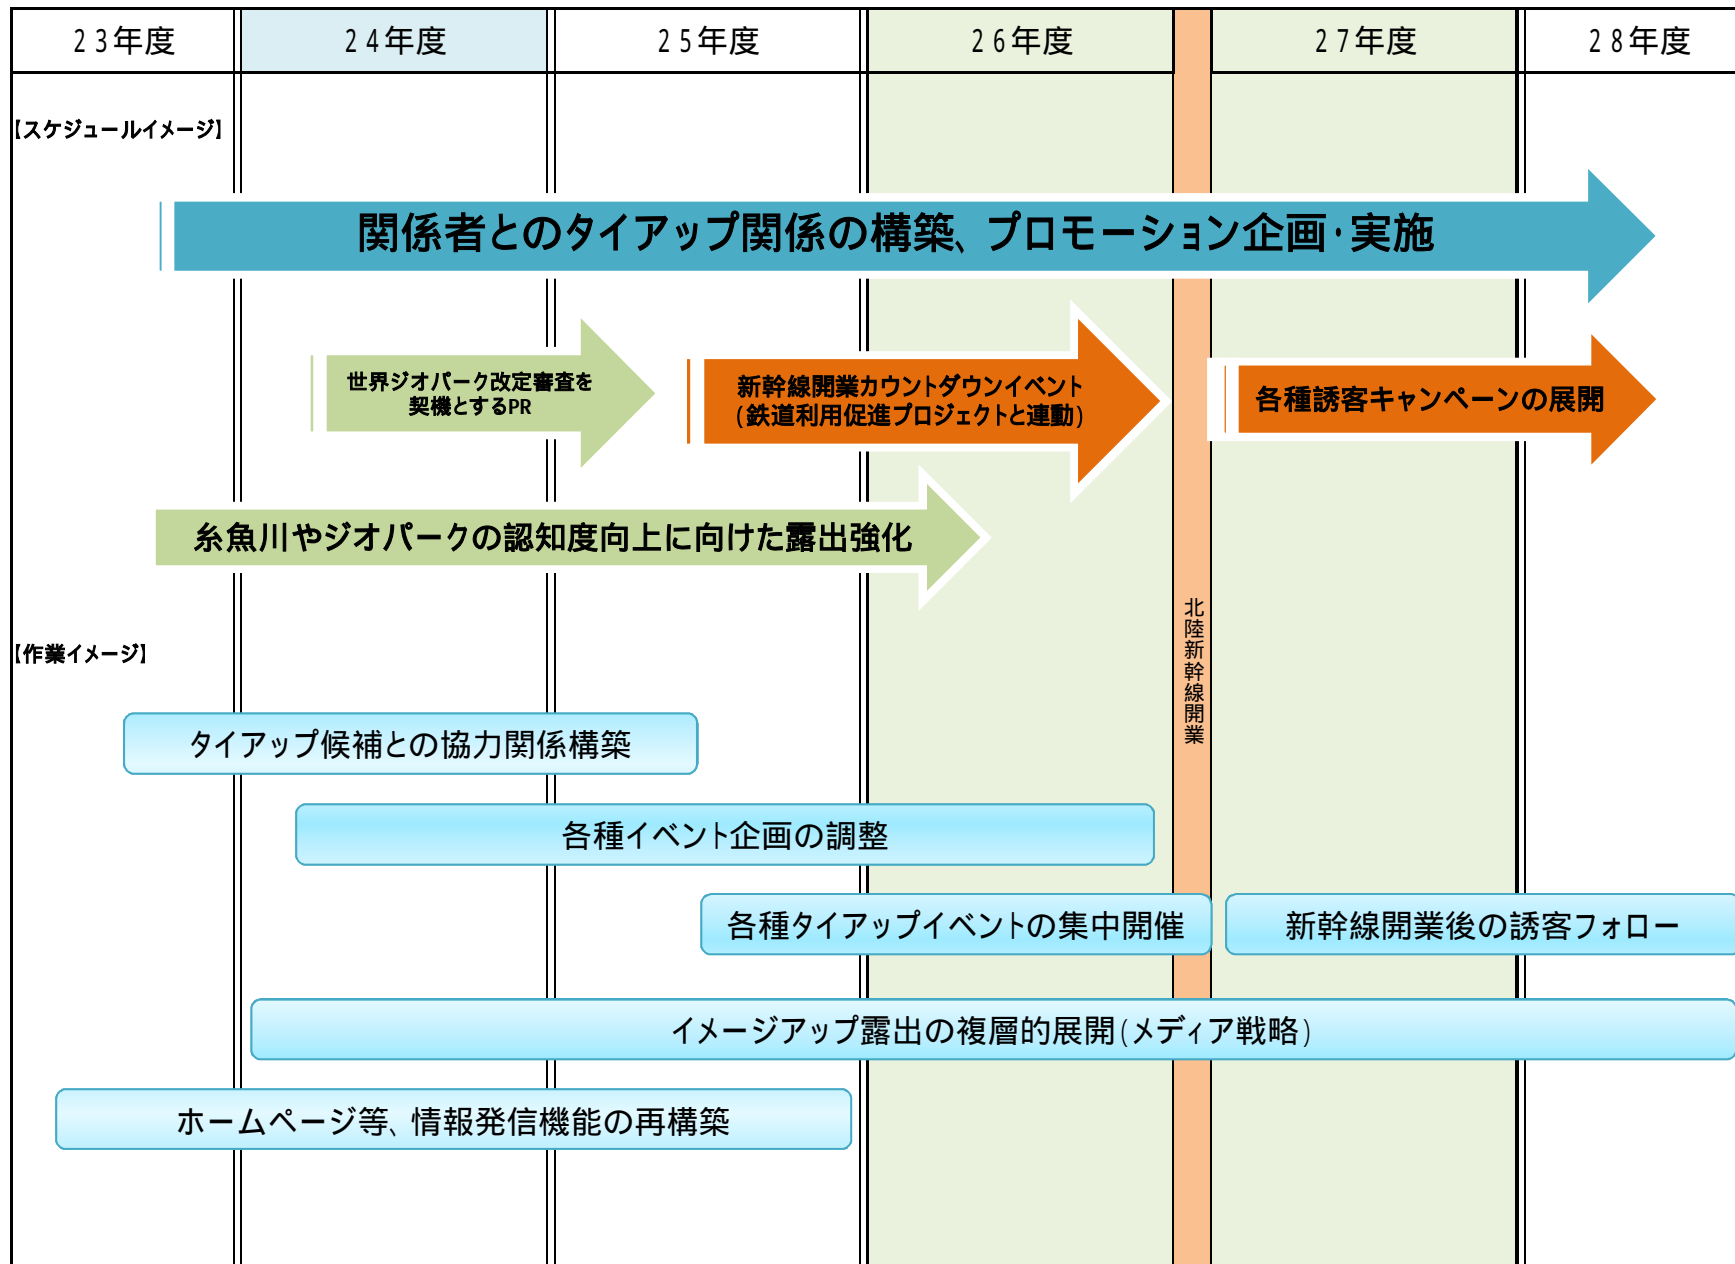 23年度
24年度
25年度
26年度
27年度
28年度
【スケジュールイメージ】
関係者とのタイアップ関係の構築、プロモーション企画・実施
世界ジオパーク改定審査を
契機とするPR
新幹線開業カウントダウンイベント
(鉄道利用促進プロジェクトと連動)
各種誘客キャンペーンの展開
糸魚川やジオパークの認知度向上に向けた露出強化
北陸新幹線開業
【作業イメージ】
タイアップ候補との協力関係構築
各種イベント企画の調整
各種タイアップイベントの集中開催
新幹線開業後の誘客フォロー
イメージアップ露出の複層的展開(メディア戦略)
ホームページ等、情報発信機能の再構築